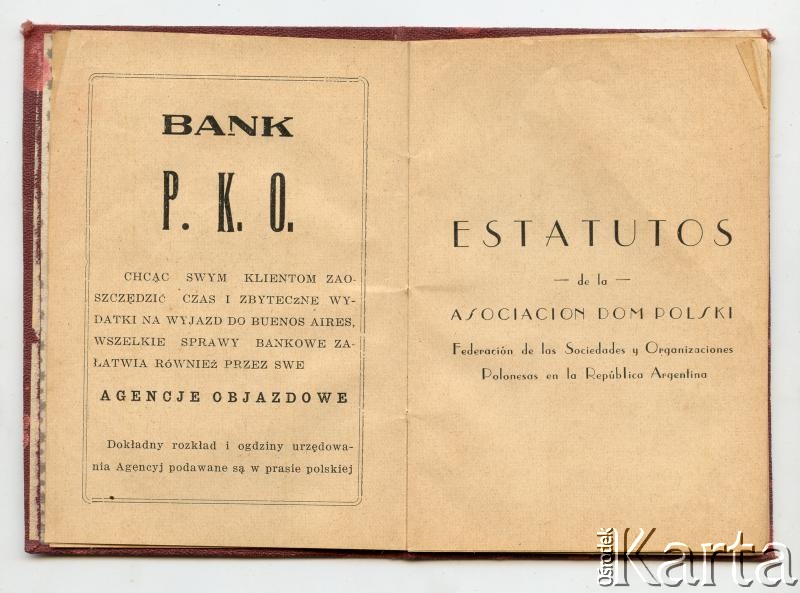 BANK
P. K. O.
CHCĄC SWYM KLIENTOM ZAO-
SZCZĘDZIĆ CZAS I ZBYTECZNE WY-
DATKI NA WYJAZD DO BUENOS AIRES,
WSZELKIE SPRAWY BANKOWE ZA-
ŁATWIA RÓWNIEŻ PRZEZ SWE
AGENCJE OBJAZDOWE
Dokładny rozkład i ogdziny urzędowa-
nia Agencyj podawane są w prasie polskiej
ESTATUTOS
— de la —
ASOCIACION DOM POLSKI
Federación de las Sociedades y Organizaciones
Polonesas en la República Argentina
Ośrodek Karta